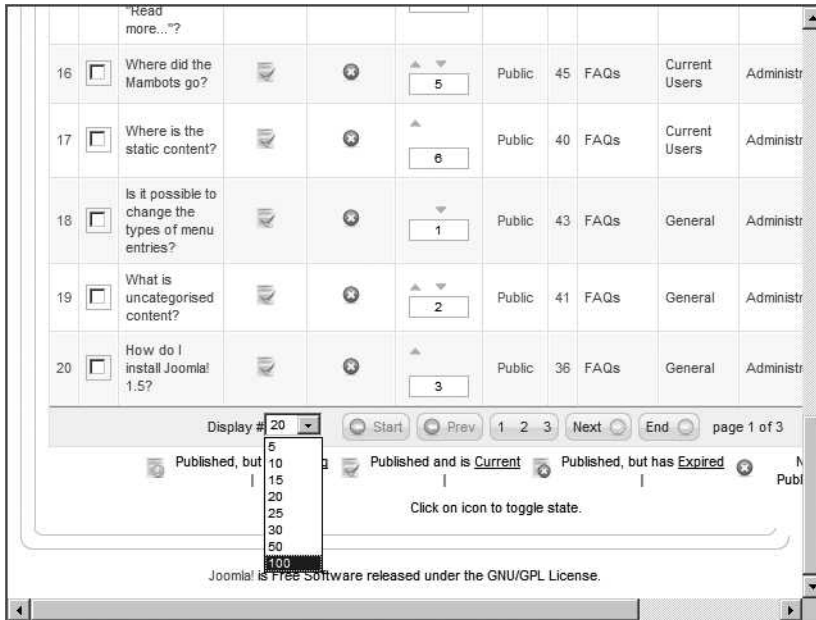 "Read
more..."?
16 Where did the Mambots go? 5 Public 45 FAQs Current Users Administr
17 Where is the static content? 6 Public 40 FAQs Current Users Administr
18 Is it possible to change the types of menu entries? 1 Public 43 FAQs General Administr
19 What is uncategorised content? 2 Public 41 FAQs General Administr
20 How do I install Joomla! 1.5? 3 Public 36 FAQs General Administr
Display # 20 Start Prev 1 2 3 Next End page 1 of 3
5
10
15
20
25
30
50
100
Published, but g | Published and is Current | Published, but has Expired | N
Publ
Click on icon to toggle state.
Joomla! is Free Software released under the GNU/GPL License.